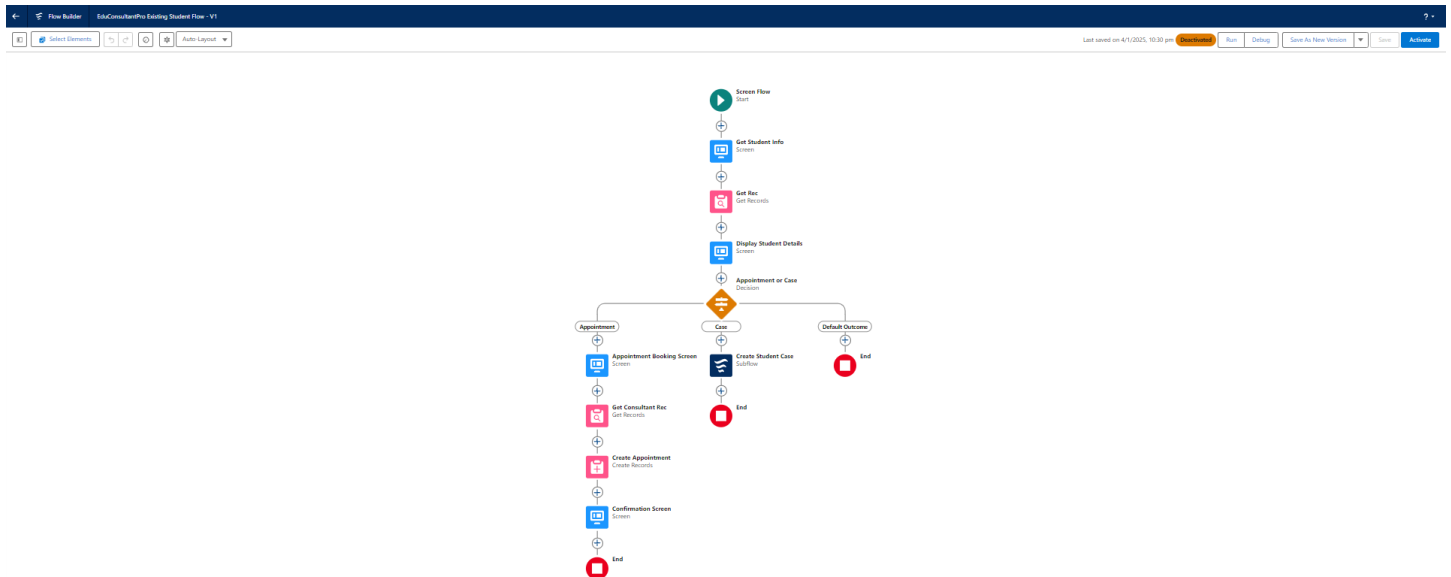 Flow Builder EduConsultantPro Existing Student Flow - V1 ?
Select Elements Auto-Layout Last saved on 4/1/2025, 10:30 pm Deactivated Run Debug Save As New Version Save Activate
Screen Flow
Start
Get Student Info
Screen
Get Rec
Get Records
Display Student Details
Screen
Appointment or Case
Decision
Appointment Case Default Outcome
Appointment Booking Screen
Screen
Create Student Case
Subflow
End
Get Consultant Rec
Get Records
End
Create Appointment
Create Records
Confirmation Screen
Screen
End